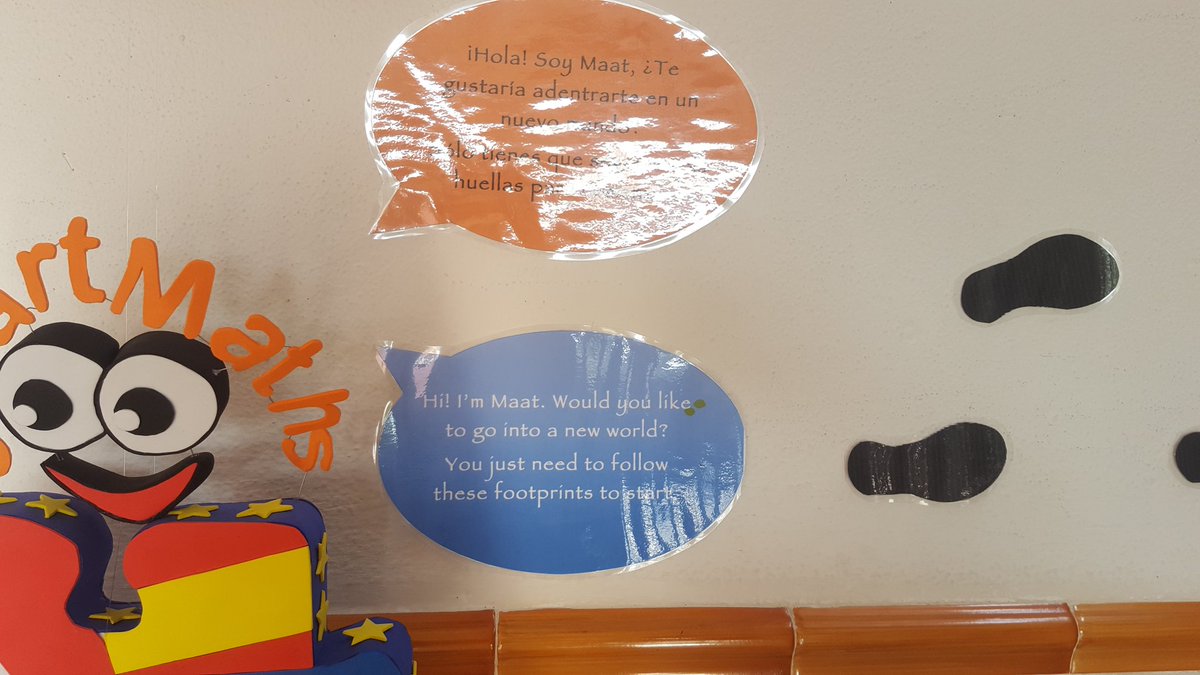 ¡Hola! Soy Maat, ¿Te
gustaría adentrarte en un
nuevo
tienes que
huellas
artMaths
Hi! I'm Maat. Would you like
to go into a new world?
You just need to follow
these footprints to start.